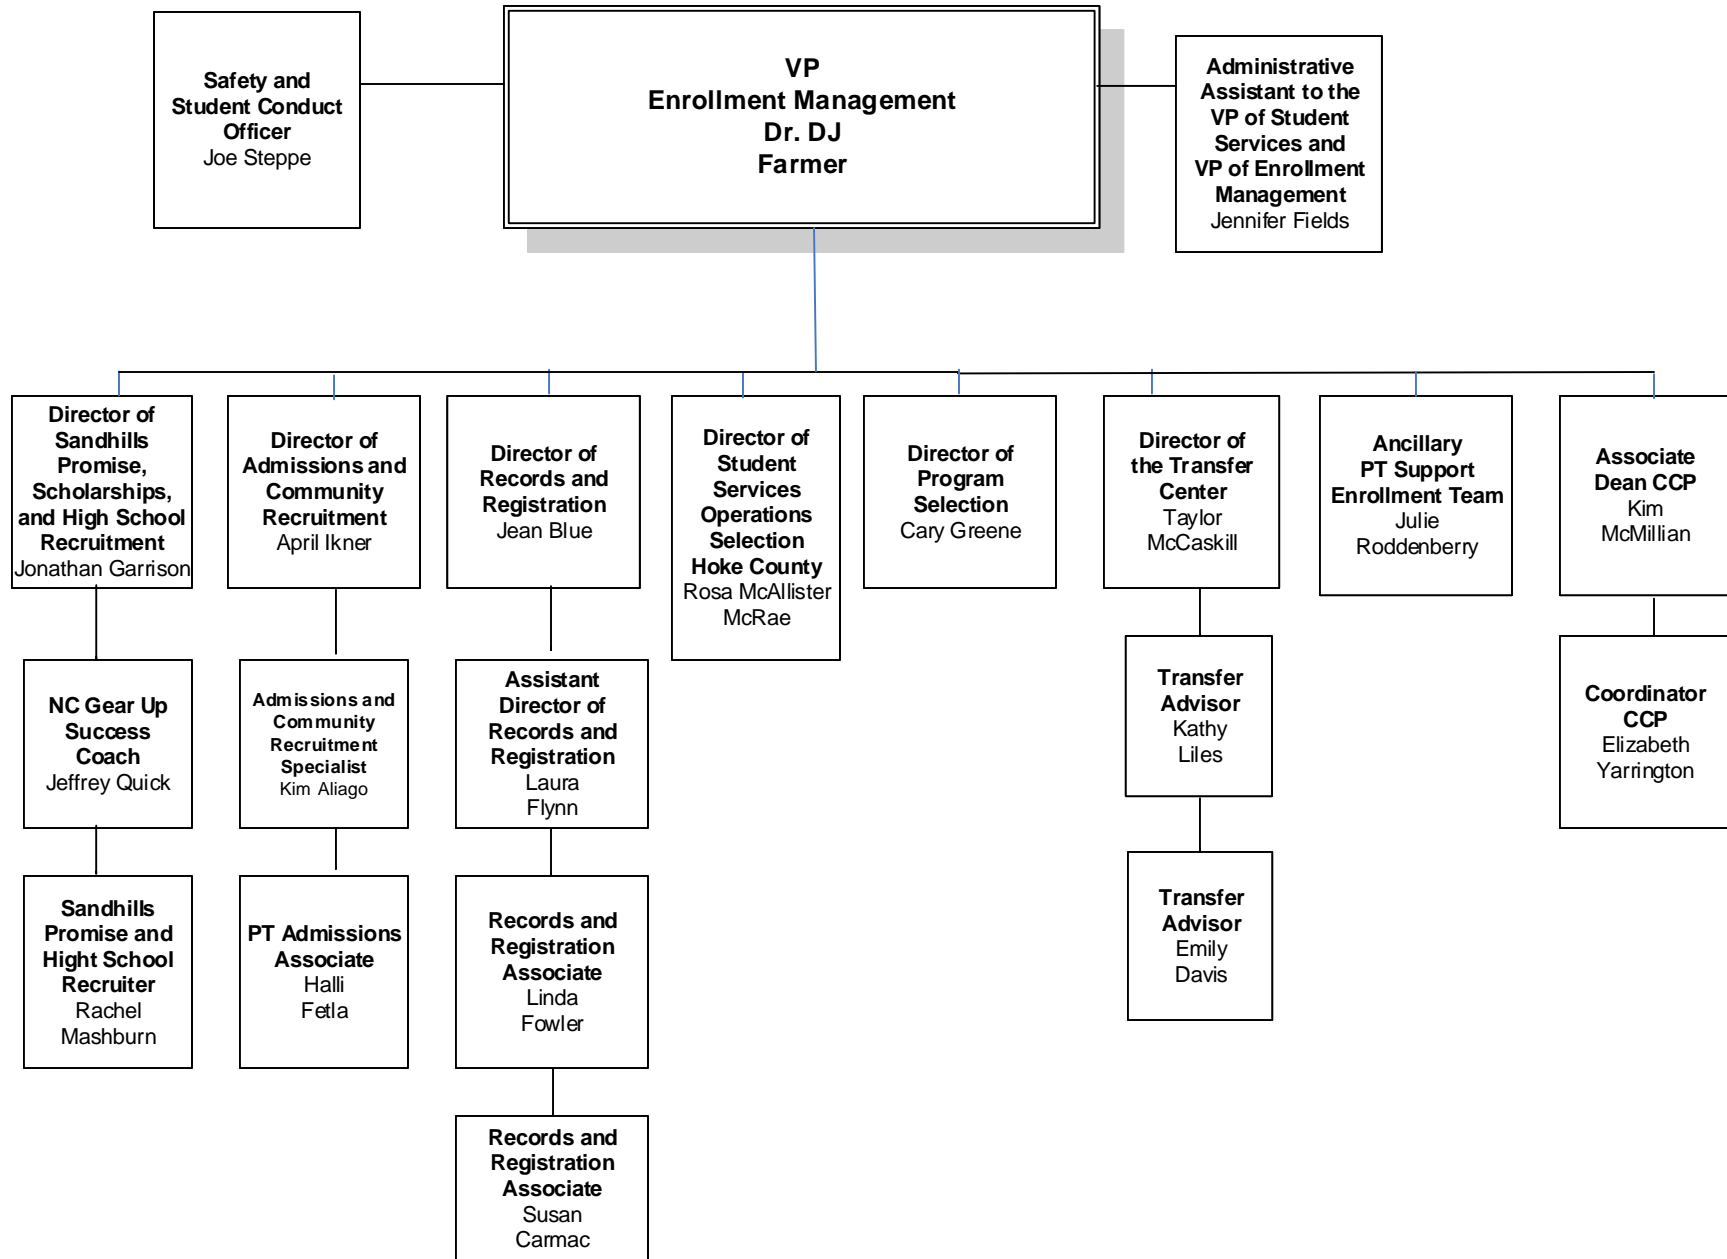 Safety and
Student Conduct
Officer
Joe Steppe
VP
Enrollment Management
Dr. DJ
Farmer
Administrative
Assistant to the
VP of Student
Services and
VP of Enrollment
Management
Jennifer Fields
Director of
Sandhills
Promise,
Scholarships,
and High School
Recruitment
Jonathan Garrison
Director of
Admissions and
Community
Recruitment
April Ikner
Director of
Records and
Registration
Jean Blue
Director of
Student
Services
Operations
Selection
Hoke County
Rosa McAllister
McRae
Director of
Program
Selection
Cary Greene
Director of
the Transfer
Center
Taylor
McCaskill
Ancillary
PT Support
Enrollment Team
Julie
Roddenberry
Associate
Dean CCP
Kim
McMillian
NC Gear Up
Success
Coach
Jeffrey Quick
Admissions and
Community
Recruitment
Specialist
Kim Aliago
Assistant
Director of
Records and
Registration
Laura
Flynn
Transfer
Advisor
Kathy
Liles
Coordinator
CCP
Elizabeth
Yarrington
Sandhills
Promise and
Hight School
Recruiter
Rachel
Mashburn
PT Admissions
Associate
Halli
Fetla
Records and
Registration
Associate
Linda
Fowler
Transfer
Advisor
Emily
Davis
Records and
Registration
Associate
Susan
Carmac